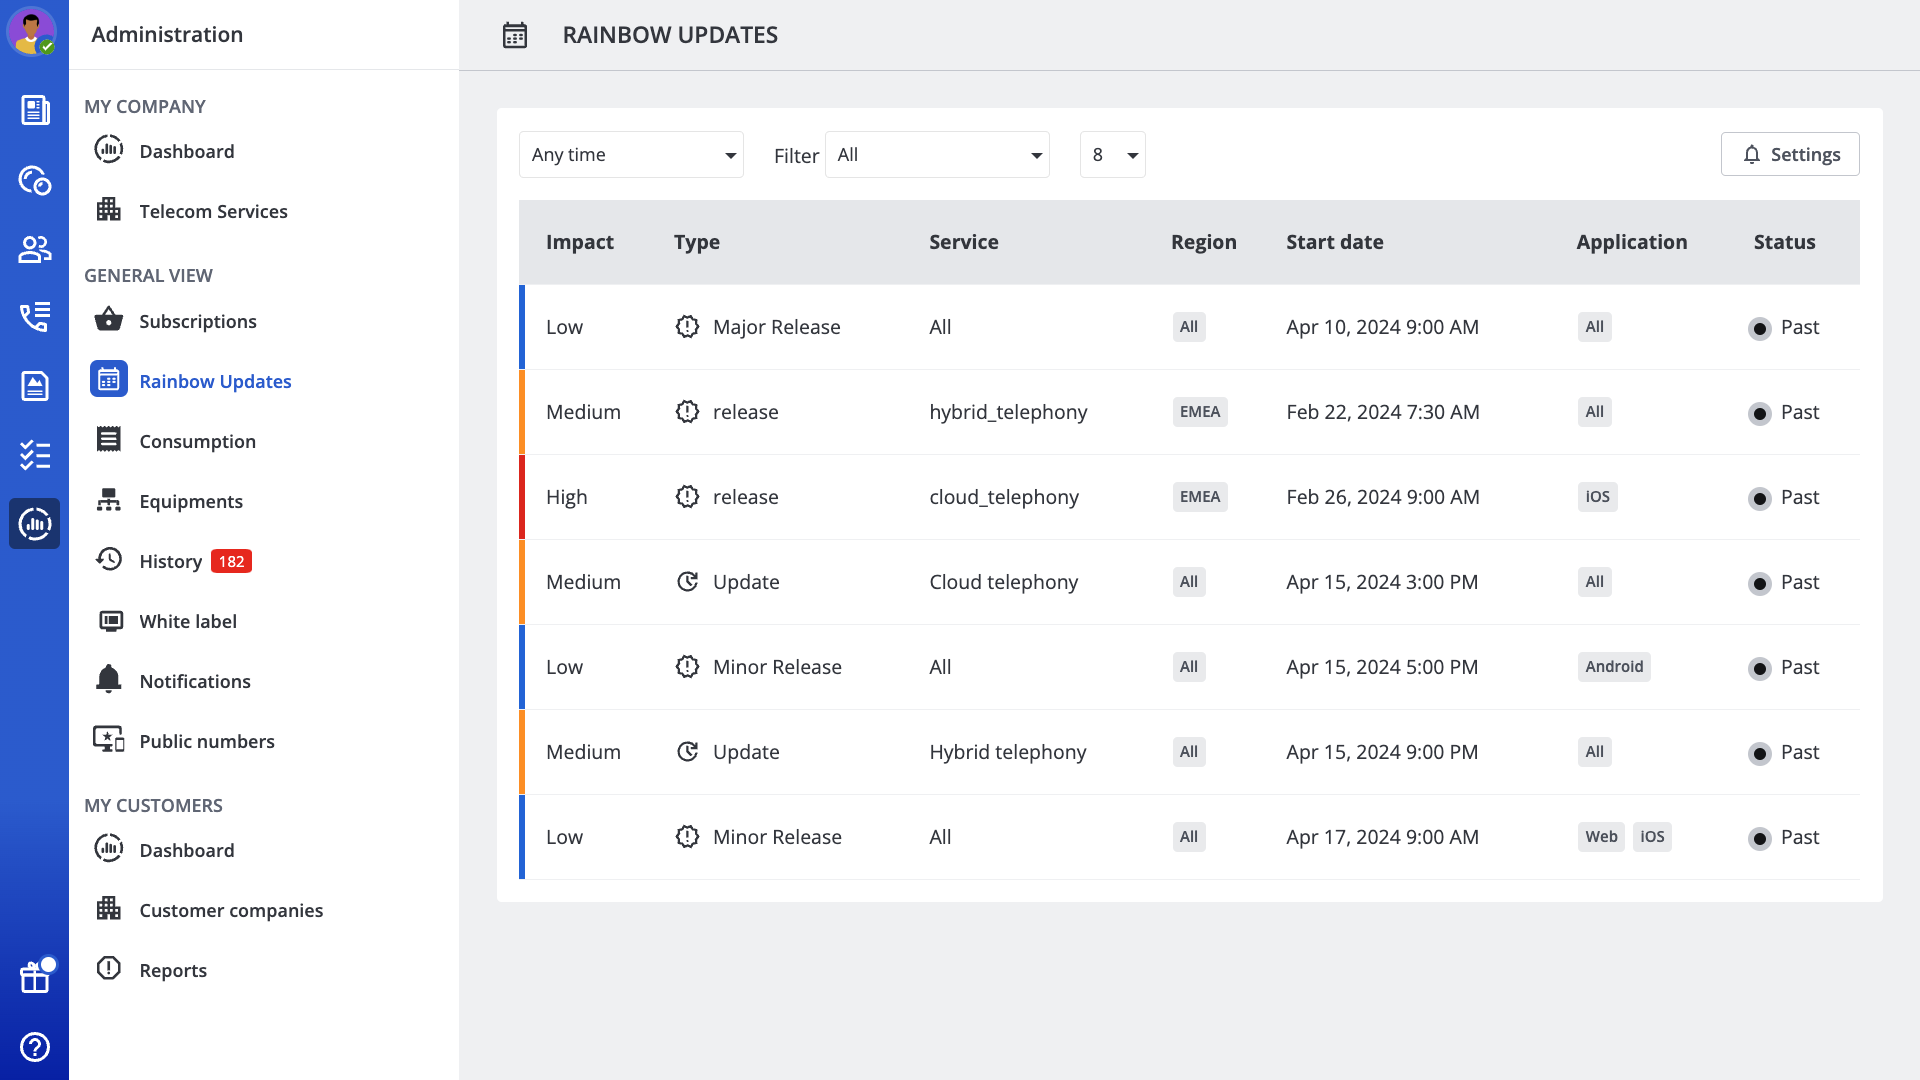 Administration
RAINBOW UPDATES
MY COMPANY
Dashboard
Telecom Services
GENERAL VIEW
Subscriptions
Rainbow Updates
Consumption
Equipments
History 182
White label
Notifications
Public numbers
MY CUSTOMERS
Dashboard
Customer companies
Reports
Any time Filter All 8 Settings
Impact Type Service Region Start date Application Status
Low Major Release All All Apr 10, 2024 9:00 AM All Past
Medium release hybrid_telephony EMEA Feb 22, 2024 7:30 AM All Past
High release cloud_telephony EMEA Feb 26, 2024 9:00 AM iOS Past
Medium Update Cloud telephony All Apr 15, 2024 3:00 PM All Past
Low Minor Release All All Apr 15, 2024 5:00 PM Android Past
Medium Update Hybrid telephony All Apr 15, 2024 9:00 PM All Past
Low Minor Release All All Apr 17, 2024 9:00 AM Web iOS Past